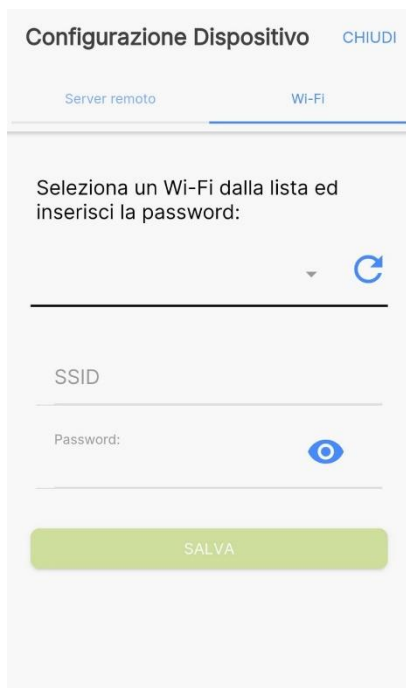 Configurazione Dispositivo CHIUDI
Server remoto Wi-Fi
Seleziona un Wi-Fi dalla lista ed
inserisci la password:
SSID
Password:
SALVA